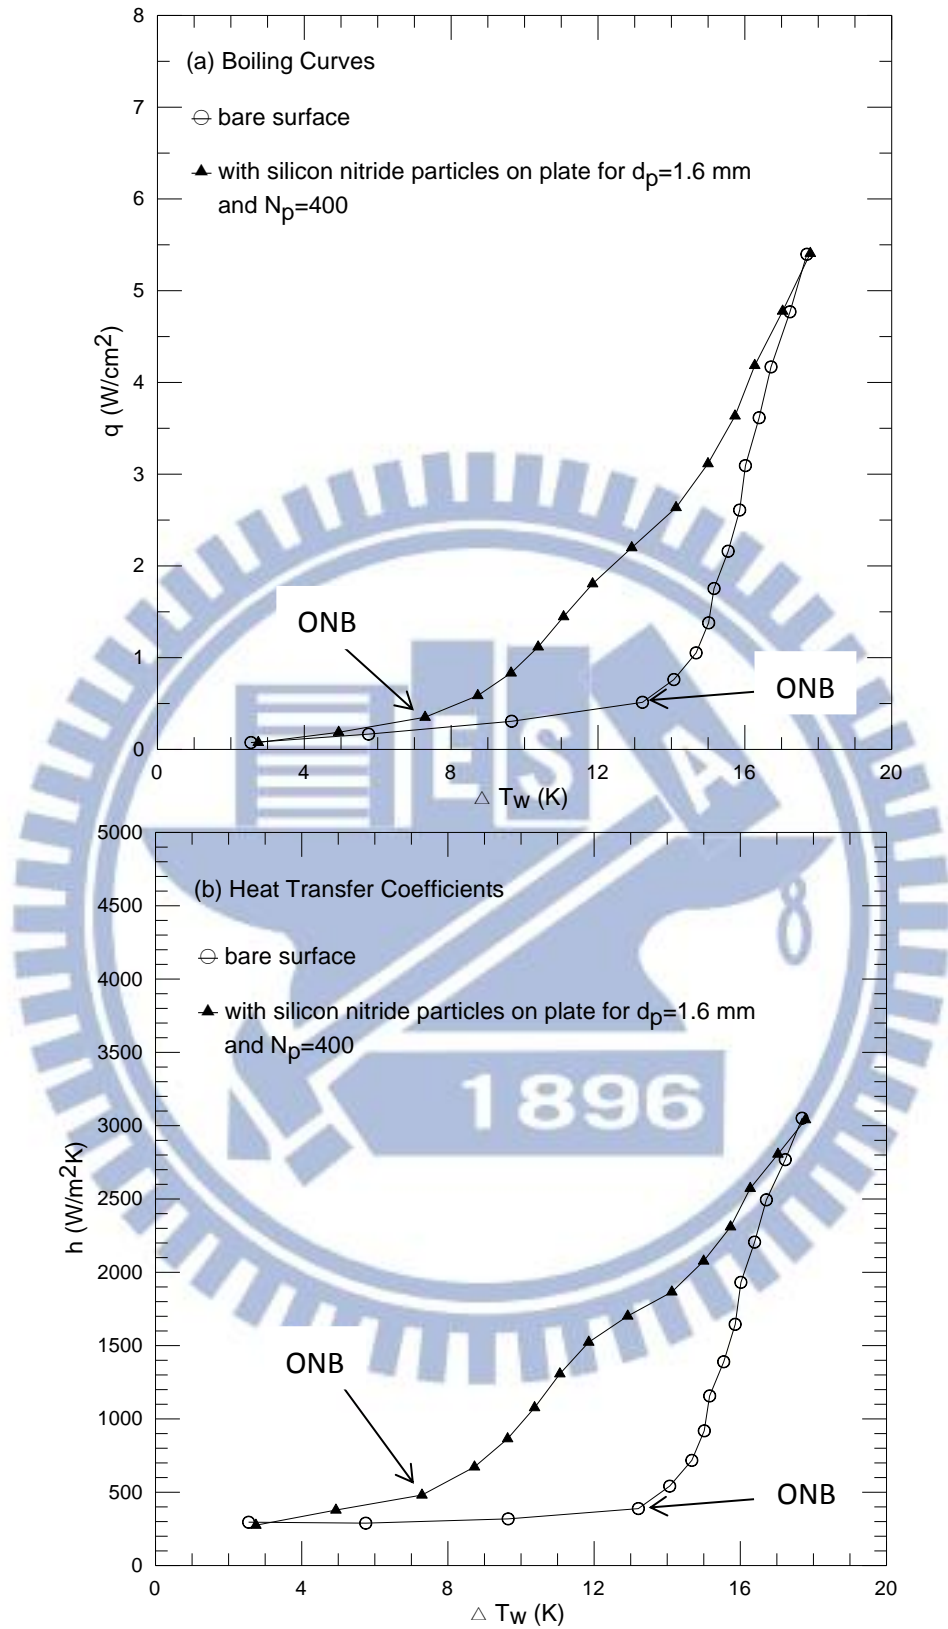 8
(a) Boiling Curves
7
bare surface
with silicon nitride particles on plate for dp=1.6 mm
6
and Np=400
5
q (W/cm2)
4
3
2
ONB
1
ONB
0
0 4 8 12 16 20
△ Tw (K)
5000
(b) Heat Transfer Coefficients
4500
bare surface
4000
with silicon nitride particles on plate for dp=1.6 mm
and Np=400
3500
1896
3000
h (W/m2K)
2500
2000
1500
ONB
1000
500
ONB
0
0 4 8 12 16 20
△ Tw (K)
ESA